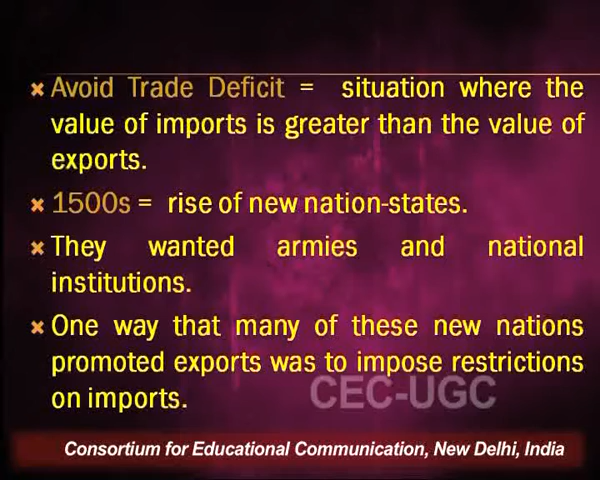 Avoid Trade Deficit = situation where the
value of imports is greater than the value of
exports.
1500s = rise of new nation-states.
They wanted armies and national
institutions.
One way that many of these new nations
promoted exports was to impose restrictions
on imports.
CEC-UGC
Consortium for Educational Communication, New Delhi, India